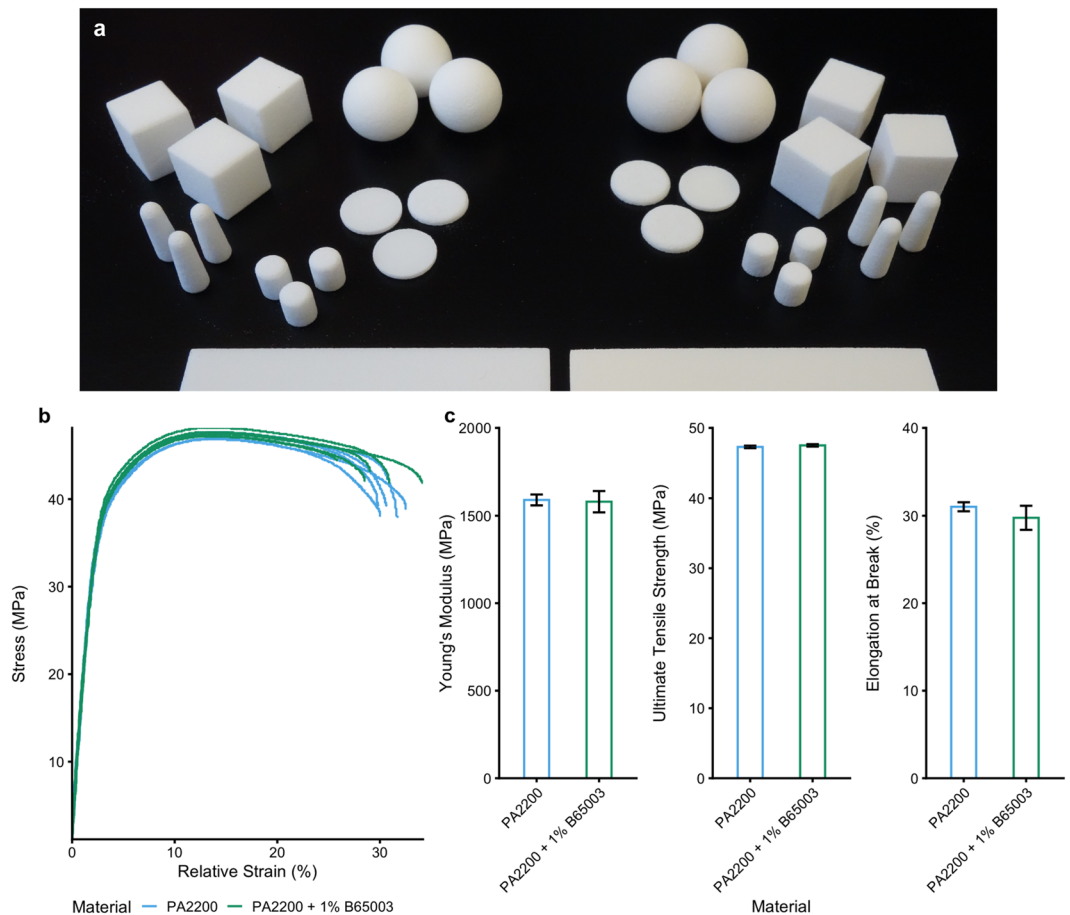 a
b
Stress (MPa)
40
30
20
10
0
10
20
30
Relative Strain (%)
Material
PA2200
PA2200 + 1% B65003
c
Young's Modulus (MPa)
2000
1500
1000
500
0
PA2200
PA2200 + 1% B65003
Ultimate Tensile Strength (MPa)
50
40
30
20
10
0
PA2200
PA2200 + 1% B65003
Elongation at Break (%)
40
30
20
10
0
PA2200
PA2200 + 1% B65003
Material